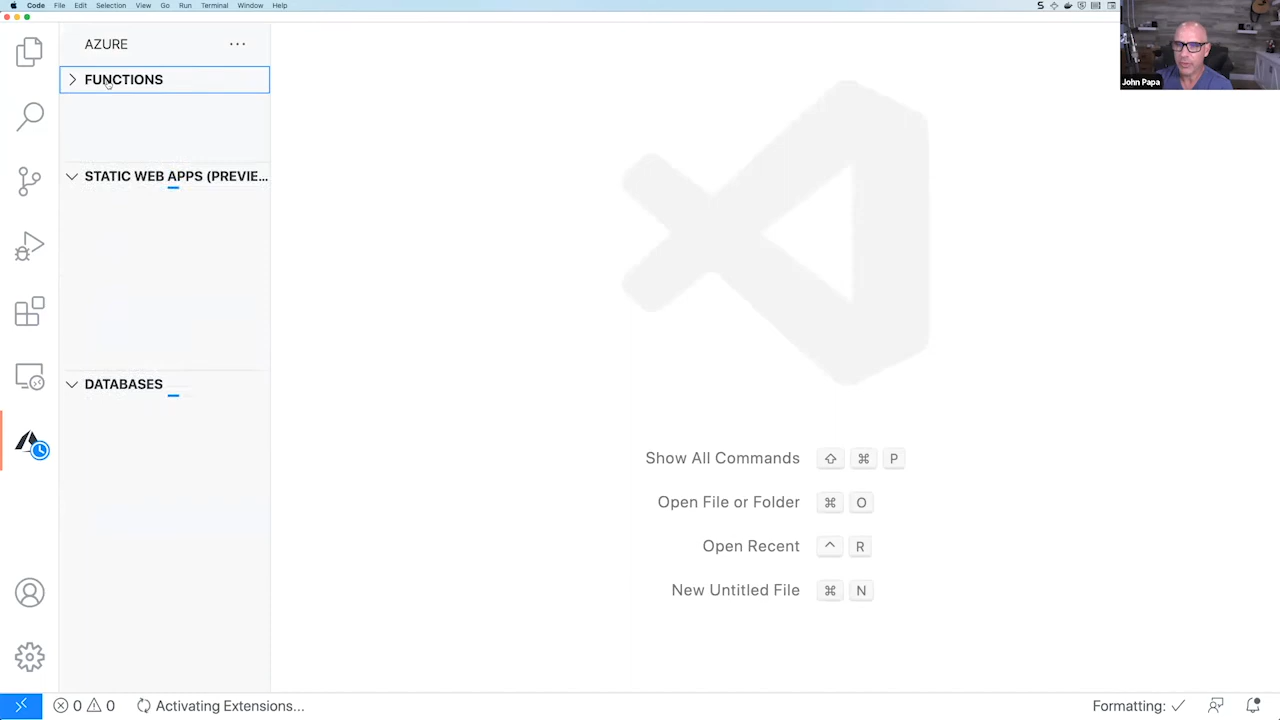 Code File Edit Selection View Go Run Terminal Window Help
AZURE
FUNCTIONS
STATIC WEB APPS (PREVIE...
DATABASES
John Papa
Show All Commands ⇧ ⌘ P
Open File or Folder ⌘ O
Open Recent ^ R
New Untitled File ⌘ N
0 0 Activating Extensions...
Formatting: ✓